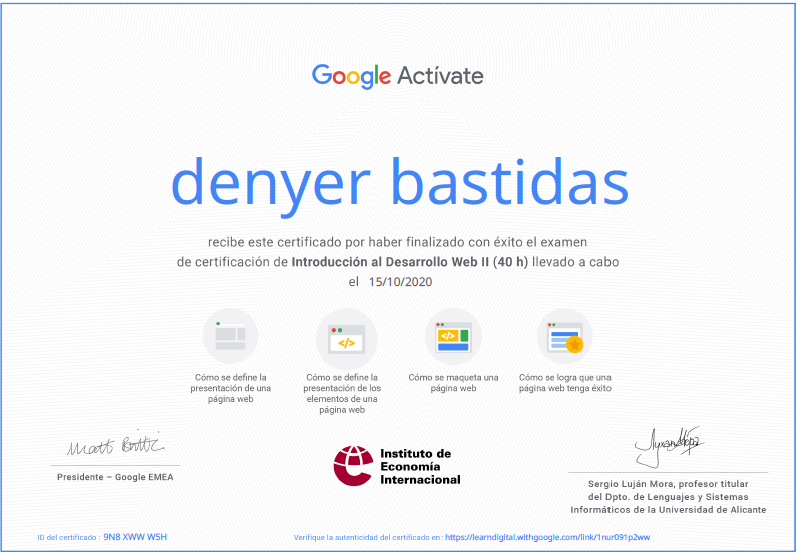 Google Actívate
denyer bastidas
recibe este certificado por haber finalizado con éxito el examen
de certificación de Introducción al Desarrollo Web II (40 h) llevado a cabo
el 15/10/2020
Cómo se define la
presentación de una
página web
Cómo se define la
presentación de los
elementos de una
página web
Cómo se maqueta una
página web
Cómo se logra que una
página web tenga éxito
Presidente – Google EMEA
Instituto de
Economía
Internacional
Sergio Luján Mora, profesor titular
del Dpto. de Lenguajes y Sistemas
Informáticos de la Universidad de Alicante
ID del certificado : 9N8 XWW W5H
Verifique la autenticidad del certificado en: https://learndigital.withgoogle.com/link/1nur091p2ww